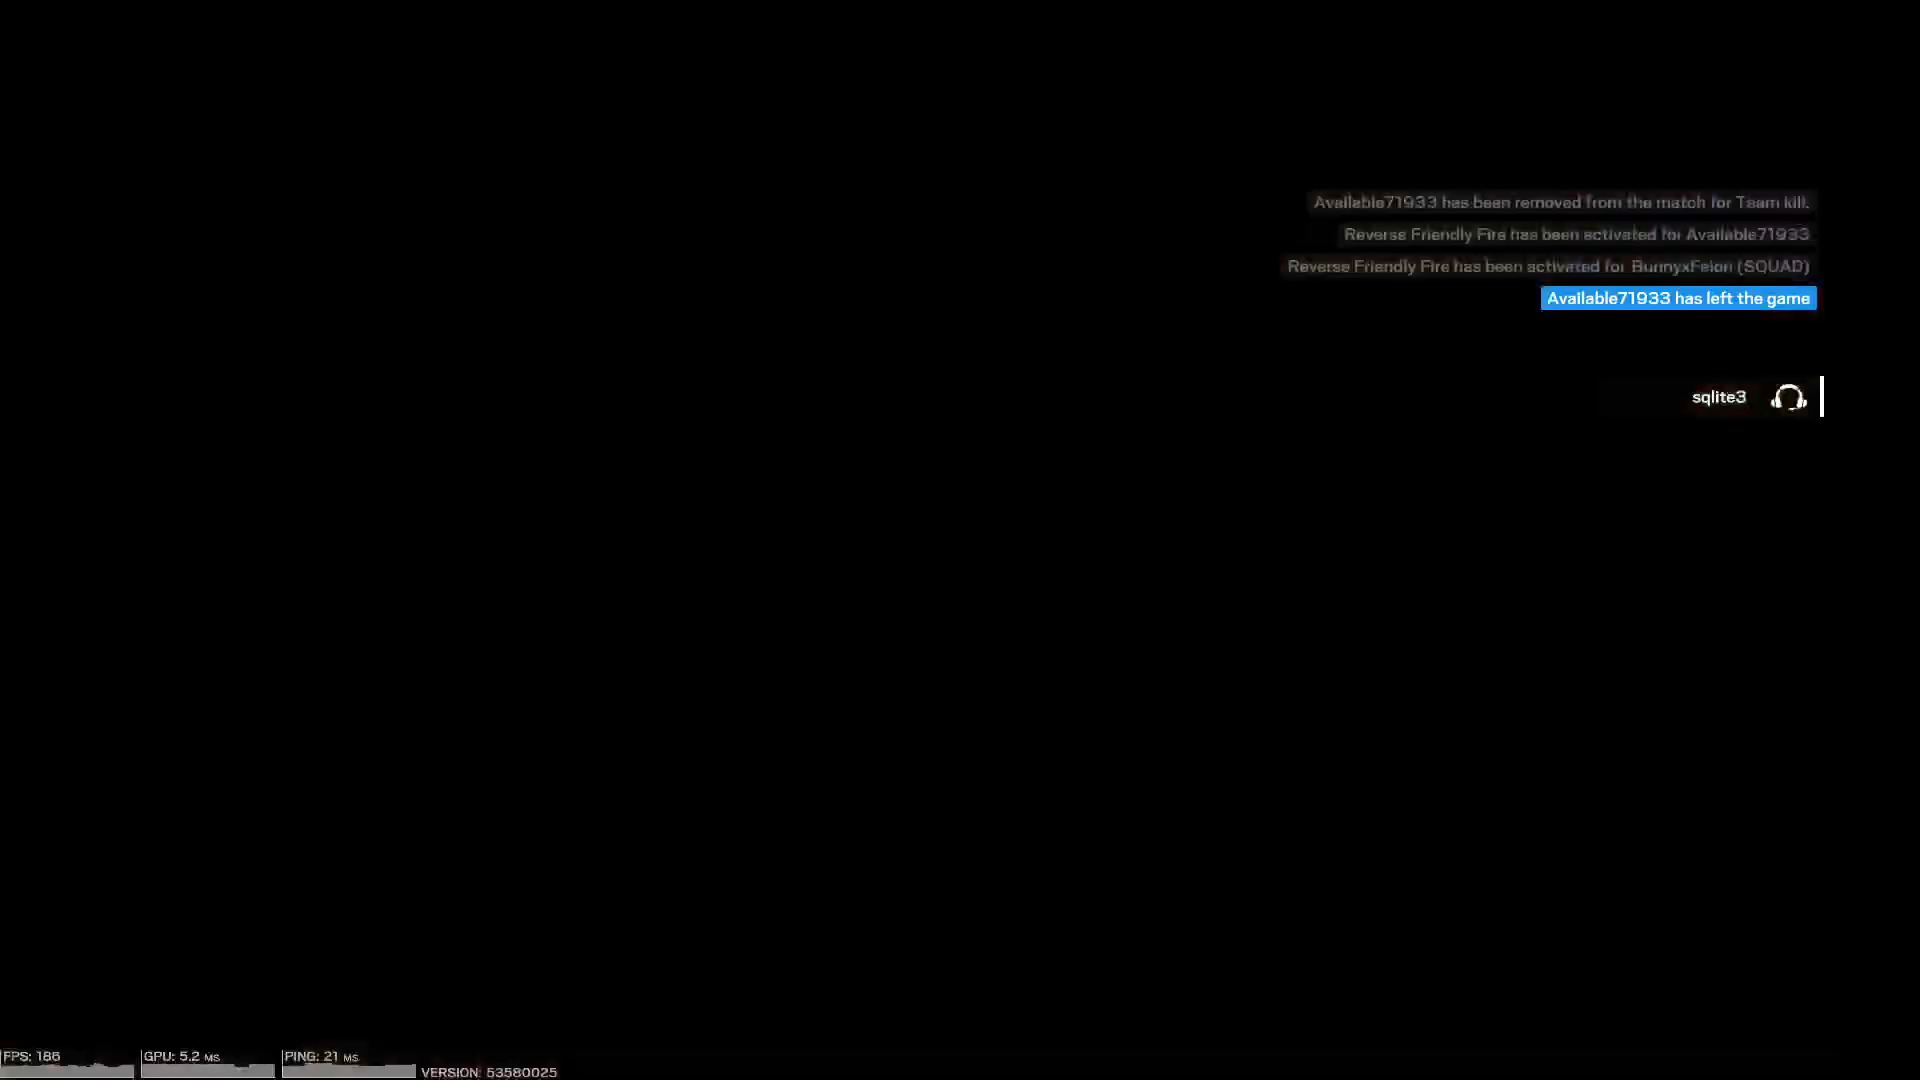 Available71933 has been removed from the match for Team kill.
Reverse Friendly Fire has been activated for Available71933
Reverse Friendly Fire has been activated for BunnyxFelon (SQUAD)
Available71933 has left the game
sqlite3
FPS: 186
GPU: 5.2 MS
PING: 21 MS
VERSION: 53580025